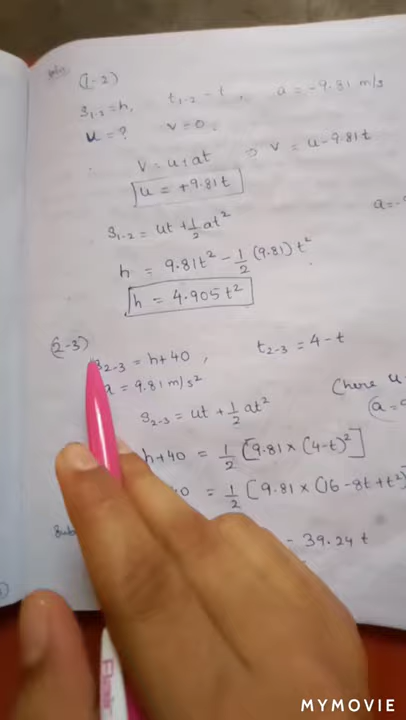 (1-2)
S1-2 = h, t1-2 - t, a = -9.81 m/s
u = ? v = 0.
v = u + at ⇒ v = u - 9.81t
u = +9.81t
S1-2 = ut + 1/2 at²
a = -
h = 9.81t² - 1/2 (9.81) t²
h = 4.905t²
(2-3)
S2-3 = h+40, t2-3 = 4-t
a = 9.81 m/s²
S2-3 = ut + 1/2 at²
(here u
(a =
h+40 = 1/2 [9.81 × (4-t)²]
40 = 1/2 [9.81 × (16-8t+t²)
- 39.24 t
MYMOVIE